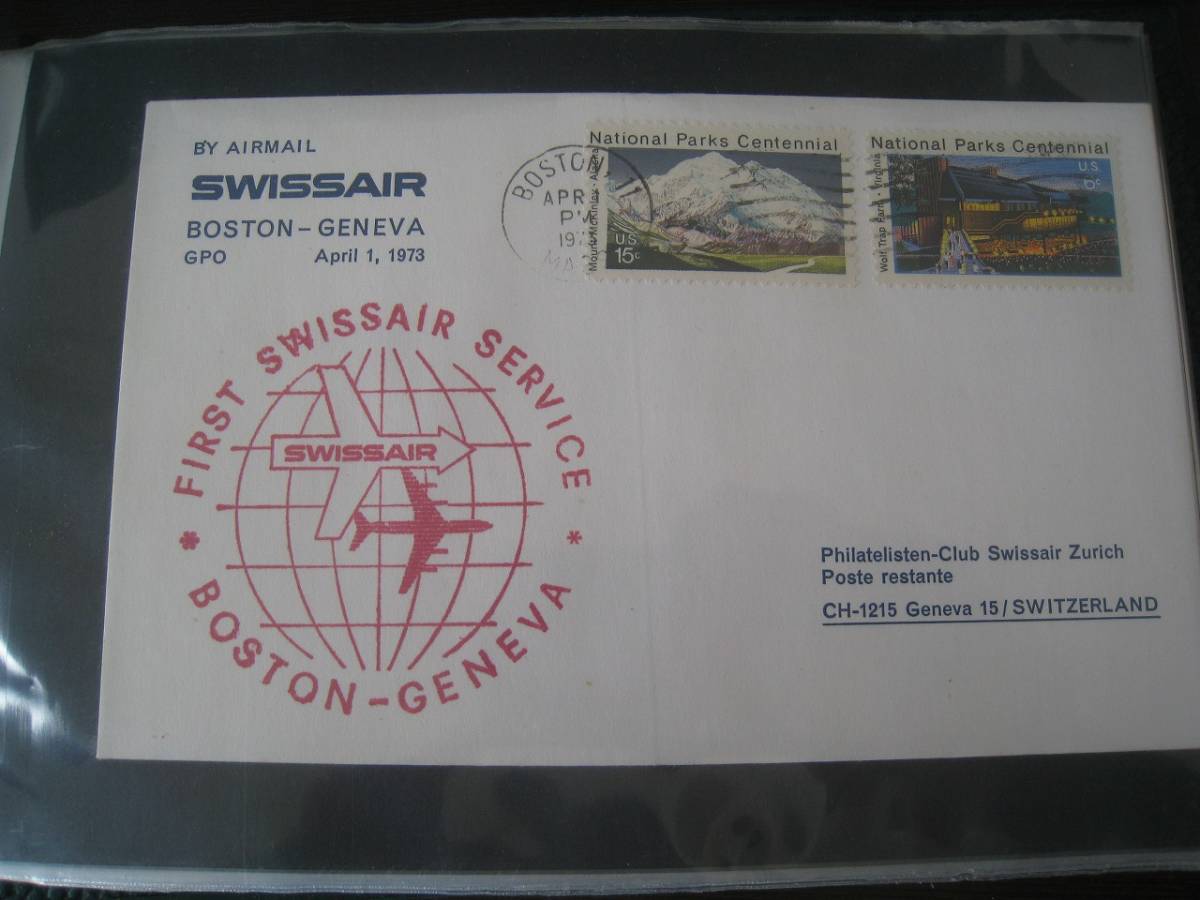 BY AIRMAIL
SWISSAIR
BOSTON-GENEVA
GPO April 1, 1973
BOSTON,
APR
PM
197
MA
National Parks Centennial
Mount McKinley · Alaska
U.S.
15c
National Parks Centennial
Wolf Trap Farm · Virginia
U.S.
6c
* FIRST SWISSAIR SERVICE *
SWISSAIR
BOSTON-GENEVA
Philatelisten-Club Swissair Zurich
Poste restante
CH-1215 Geneva 15/SWITZERLAND